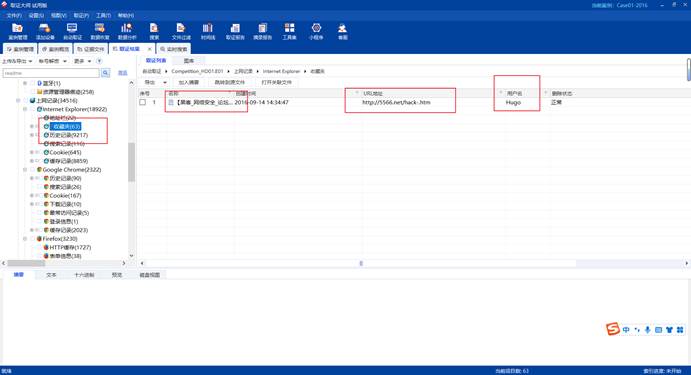 取证大师 试用版
当前案例: Case01-2016
文件(F) 设置(S) 视图(V) 取证(P) 工具(T) 帮助(H)
案例管理 添加设备 自动取证 数据恢复 数据分析 搜索 文件过滤 时间线 取证报告 摘录报告 工具集 小程序 客服
案例管理 案例概览 证据文件 取证结果 实时搜索
上传&导出 账号解密 更多
readme
蓝牙(1)
资源管理器痕迹(258)
上网记录(34516)
Internet Explorer(18922)
地址栏(22)
收藏夹(63)
历史记录(9217)
搜索记录(116)
Cookie(645)
缓存记录(8859)
Google Chrome(2322)
历史记录(90)
搜索记录(26)
Cookie(167)
下载记录(10)
最常访问记录(5)
登录信息(1)
缓存记录(2023)
Firefox(3230)
HTTP缓存(1727)
表单信息(38)
取证列表 图库
自动取证 Competition_HD01.E01 上网记录 Internet Explorer 收藏夹
导出 加入摘要 跳转到源文件 打开关联文件
序号 名称 创建时间 URL地址 用户名 删除状态
1 【黑客_网络安全_论坛... 2016-09-14 14:34:47 http://5566.net/hack-.htm Hugo 正常
摘要 文本 十六进制 预览 磁盘视图
中
就绪
当前项目数: 63
索引进度: 未开始